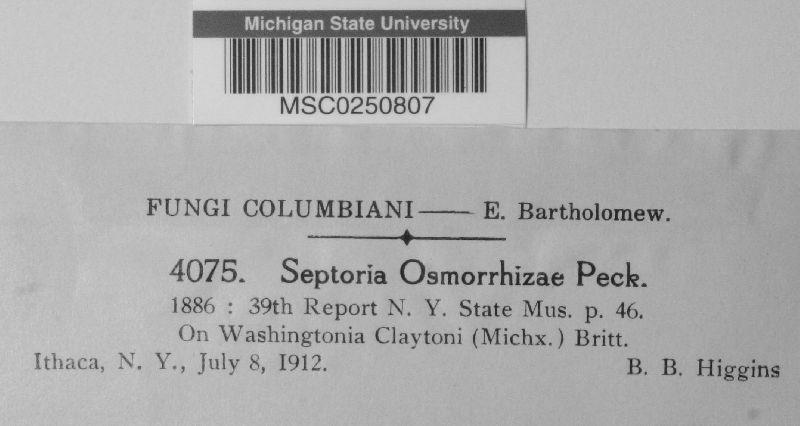 Michigan State University
MSC0250807
FUNGI COLUMBIANI—— E. Bartholomew.
4075. Septoria Osmorrhizae Peck.
1886 : 39th Report N. Y. State Mus. p. 46.
On Washingtonia Claytoni (Michx.) Britt.
Ithaca, N. Y., July 8, 1912. B. B. Higgins